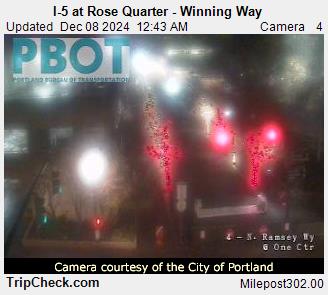 I-5 at Rose Quarter - Winning Way
Updated Dec 08 2024 12:43 AM Camera 4
PBOT
PORTLAND BUREAU OF TRANSPORTATION
4 - N. Ramsey Wy
@ One Ctr
Camera courtesy of the City of Portland
TripCheck.com Milepost302.00